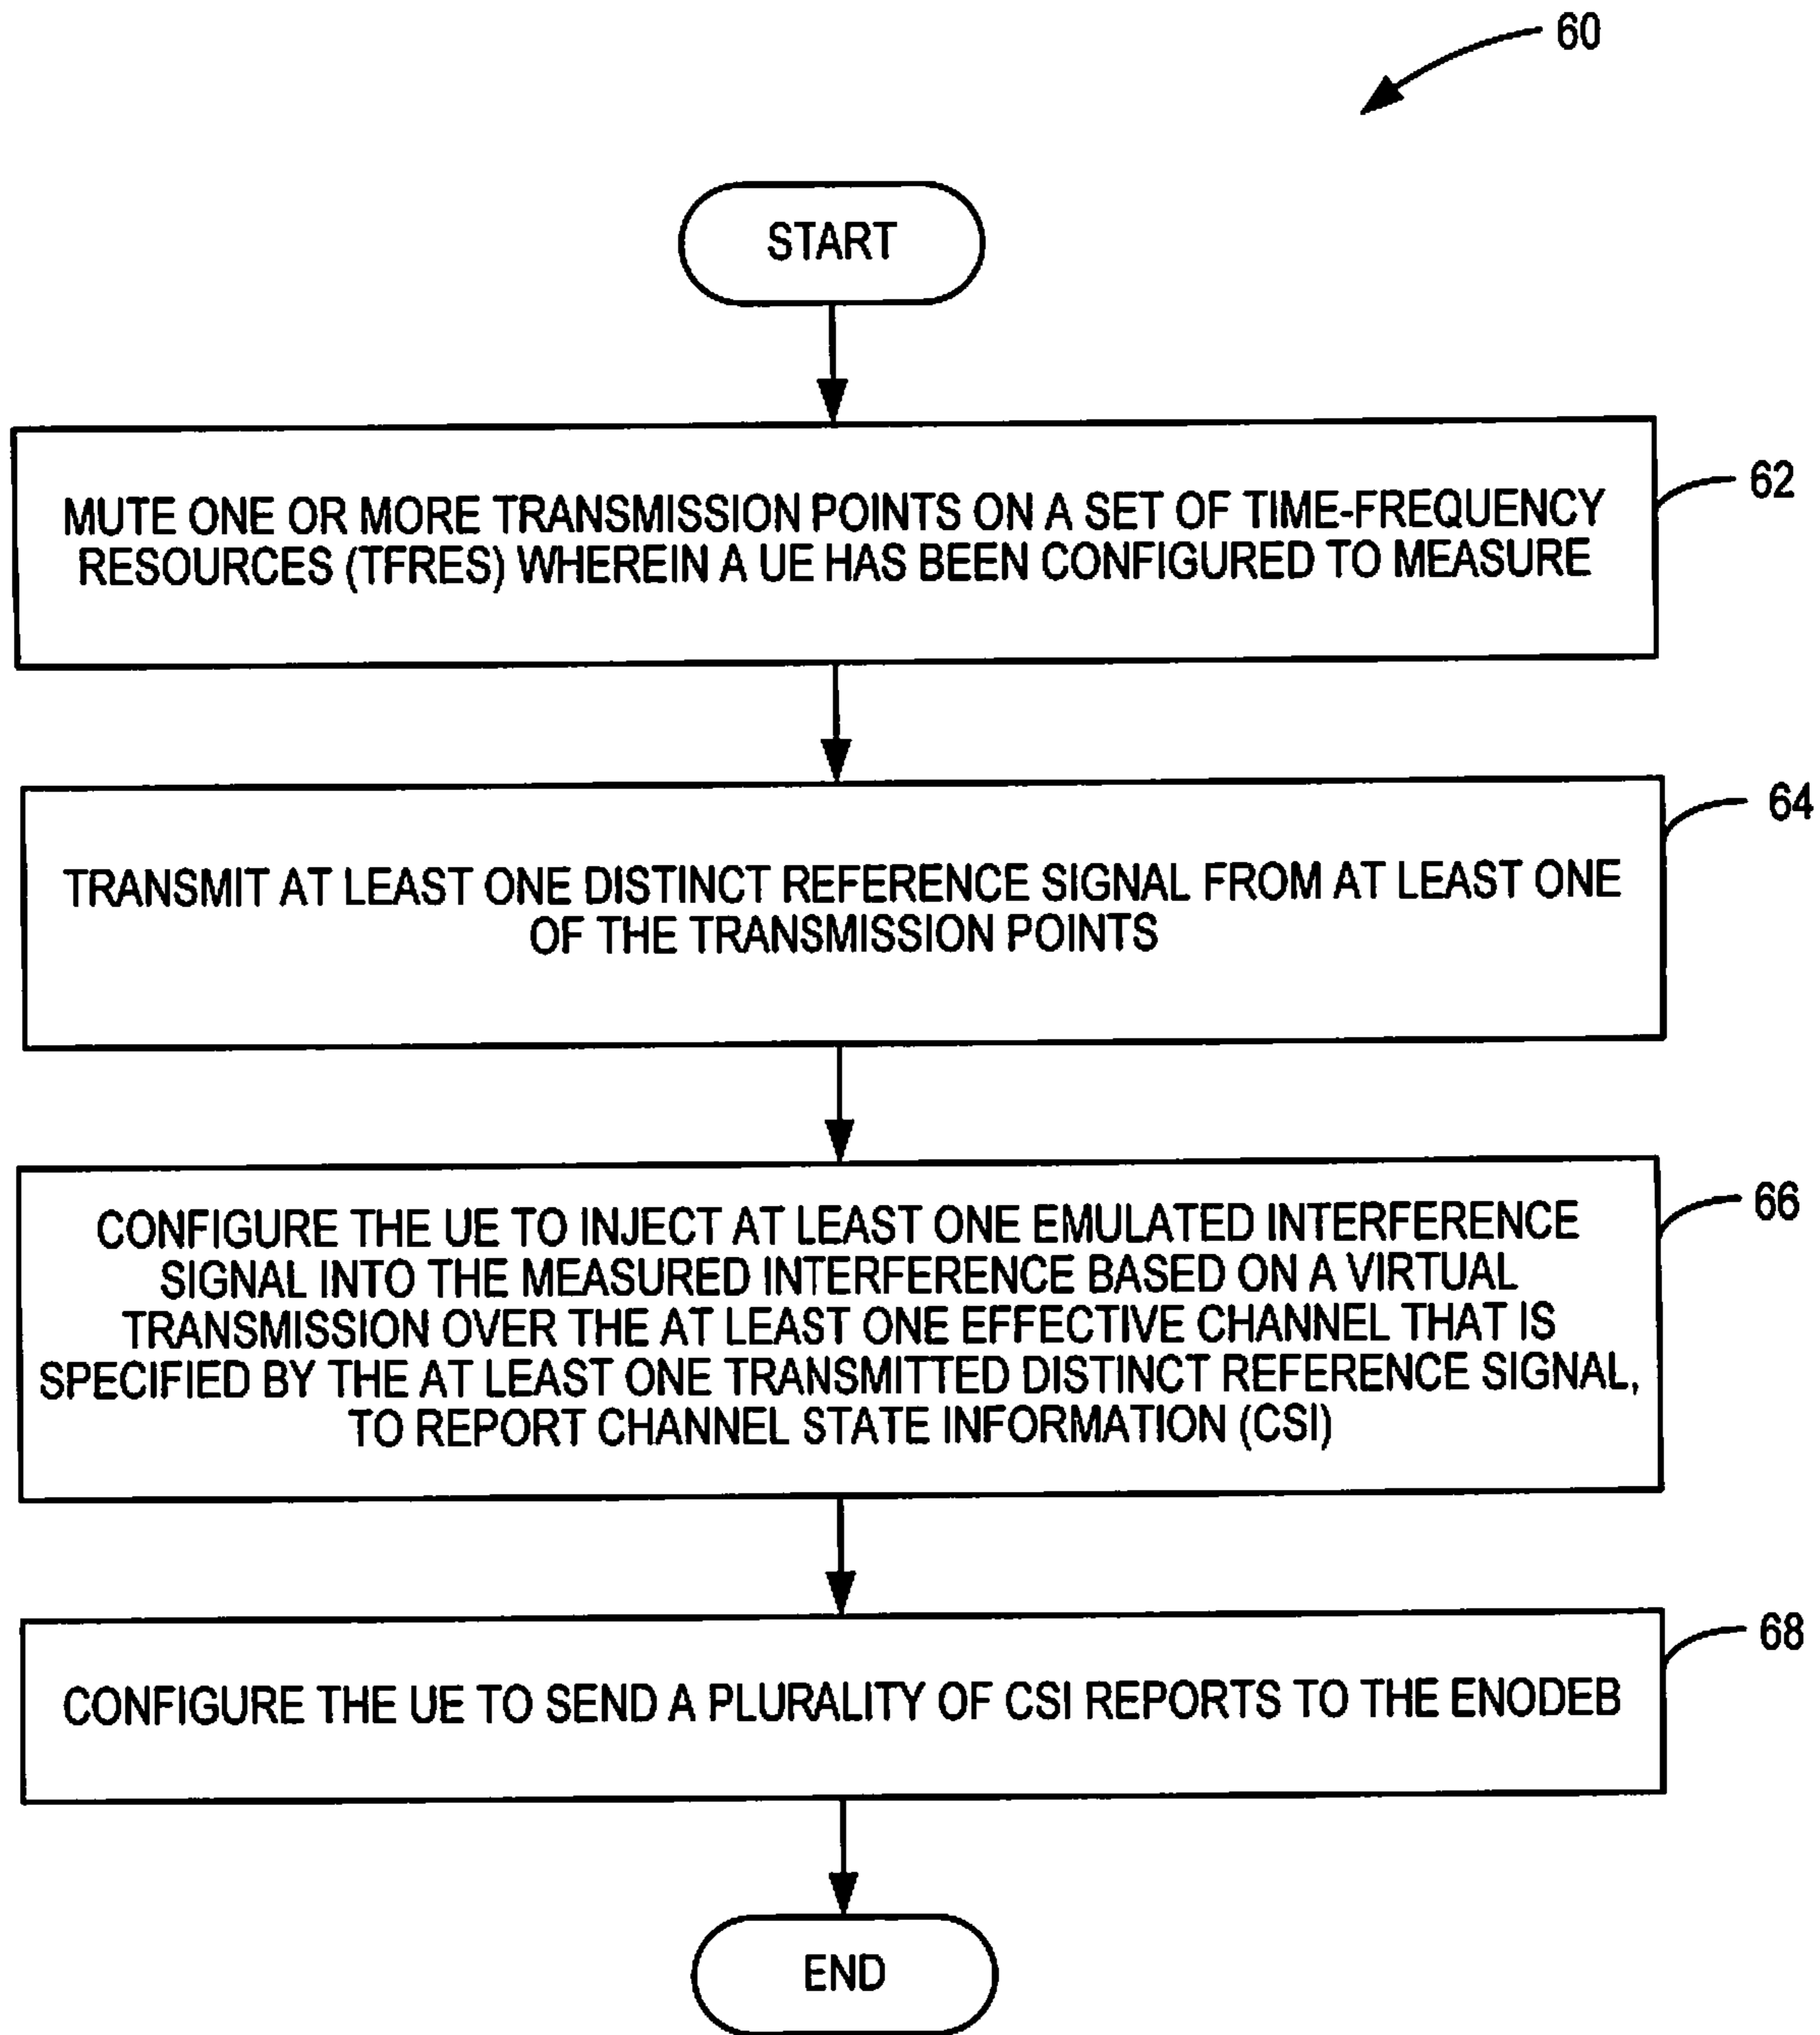 60
START
MUTE ONE OR MORE TRANSMISSION POINTS ON A SET OF TIME-FREQUENCY
RESOURCES (TFRES) WHEREIN A UE HAS BEEN CONFIGURED TO MEASURE
62
TRANSMIT AT LEAST ONE DISTINCT REFERENCE SIGNAL FROM AT LEAST ONE
OF THE TRANSMISSION POINTS
64
CONFIGURE THE UE TO INJECT AT LEAST ONE EMULATED INTERFERENCE
SIGNAL INTO THE MEASURED INTERFERENCE BASED ON A VIRTUAL
TRANSMISSION OVER THE AT LEAST ONE EFFECTIVE CHANNEL THAT IS
SPECIFIED BY THE AT LEAST ONE TRANSMITTED DISTINCT REFERENCE SIGNAL,
TO REPORT CHANNEL STATE INFORMATION (CSI)
66
CONFIGURE THE UE TO SEND A PLURALITY OF CSI REPORTS TO THE ENODEB
68
END